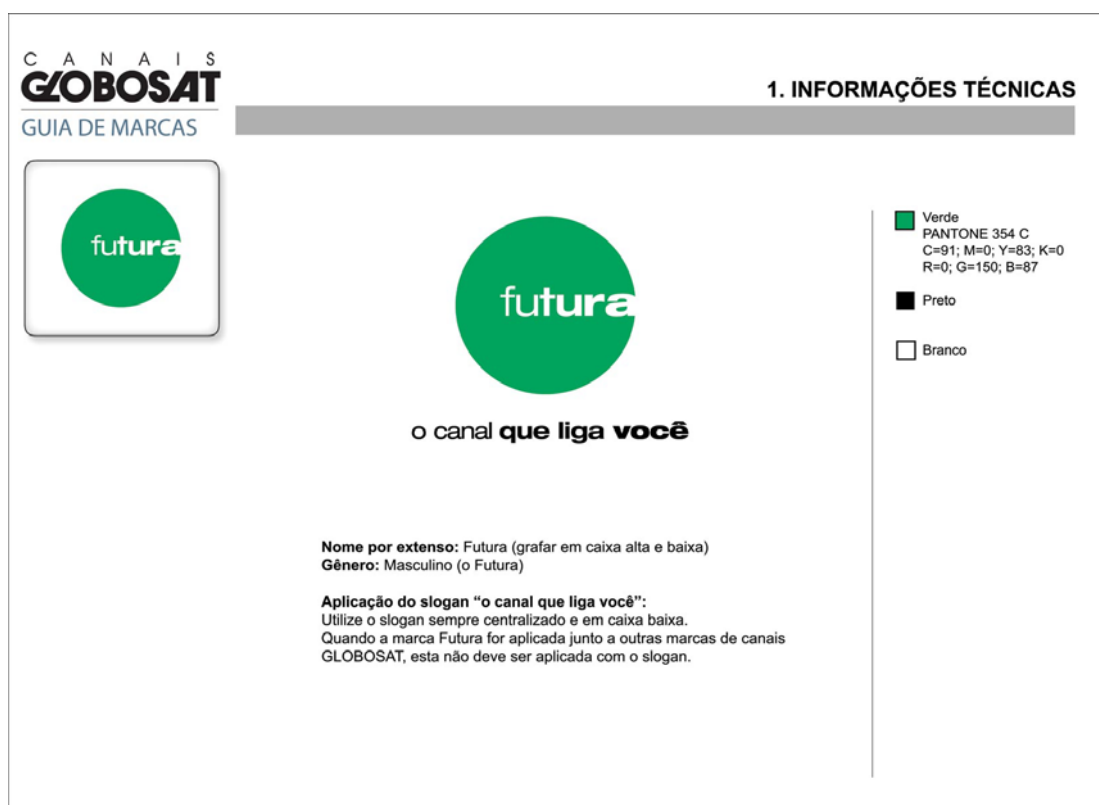 CANAIS
GLOBOSAT
GUIA DE MARCAS
1. INFORMAÇÕES TÉCNICAS
futura
futura
o canal que liga você
Verde
PANTONE 354 C
C=91; M=0; Y=83; K=0
R=0; G=150; B=87
Preto
Branco
Nome por extenso: Futura (grafar em caixa alta e baixa)
Gênero: Masculino (o Futura)
Aplicação do slogan “o canal que liga você”:
Utilize o slogan sempre centralizado e em caixa baixa.
Quando a marca Futura for aplicada junto a outras marcas de canais
GLOBOSAT, esta não deve ser aplicada com o slogan.